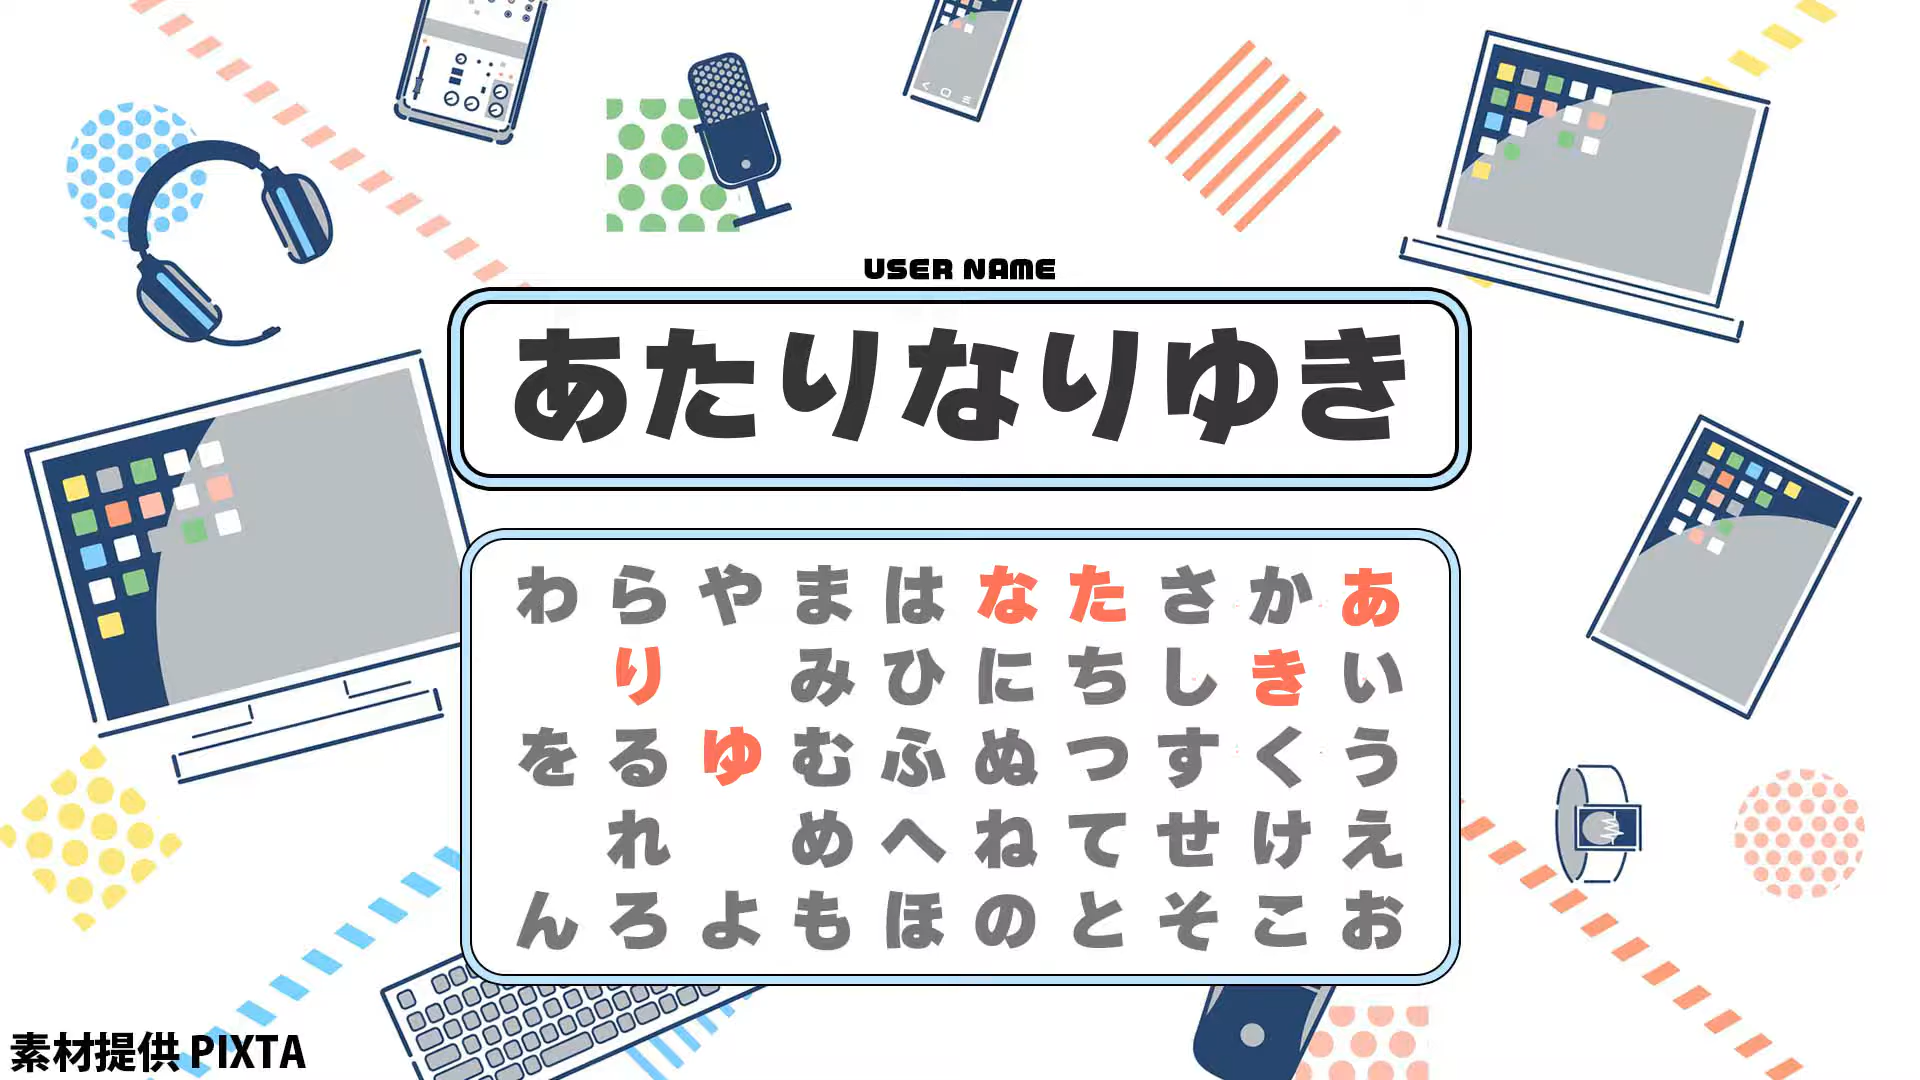 USER NAME
あたりなりゆき
わらやまはなたさかあ
り みひにちしきい
をるゆむふぬつすくう
れ めへねてせけえ
んろよもほのとそこお
素材提供 PIXTA